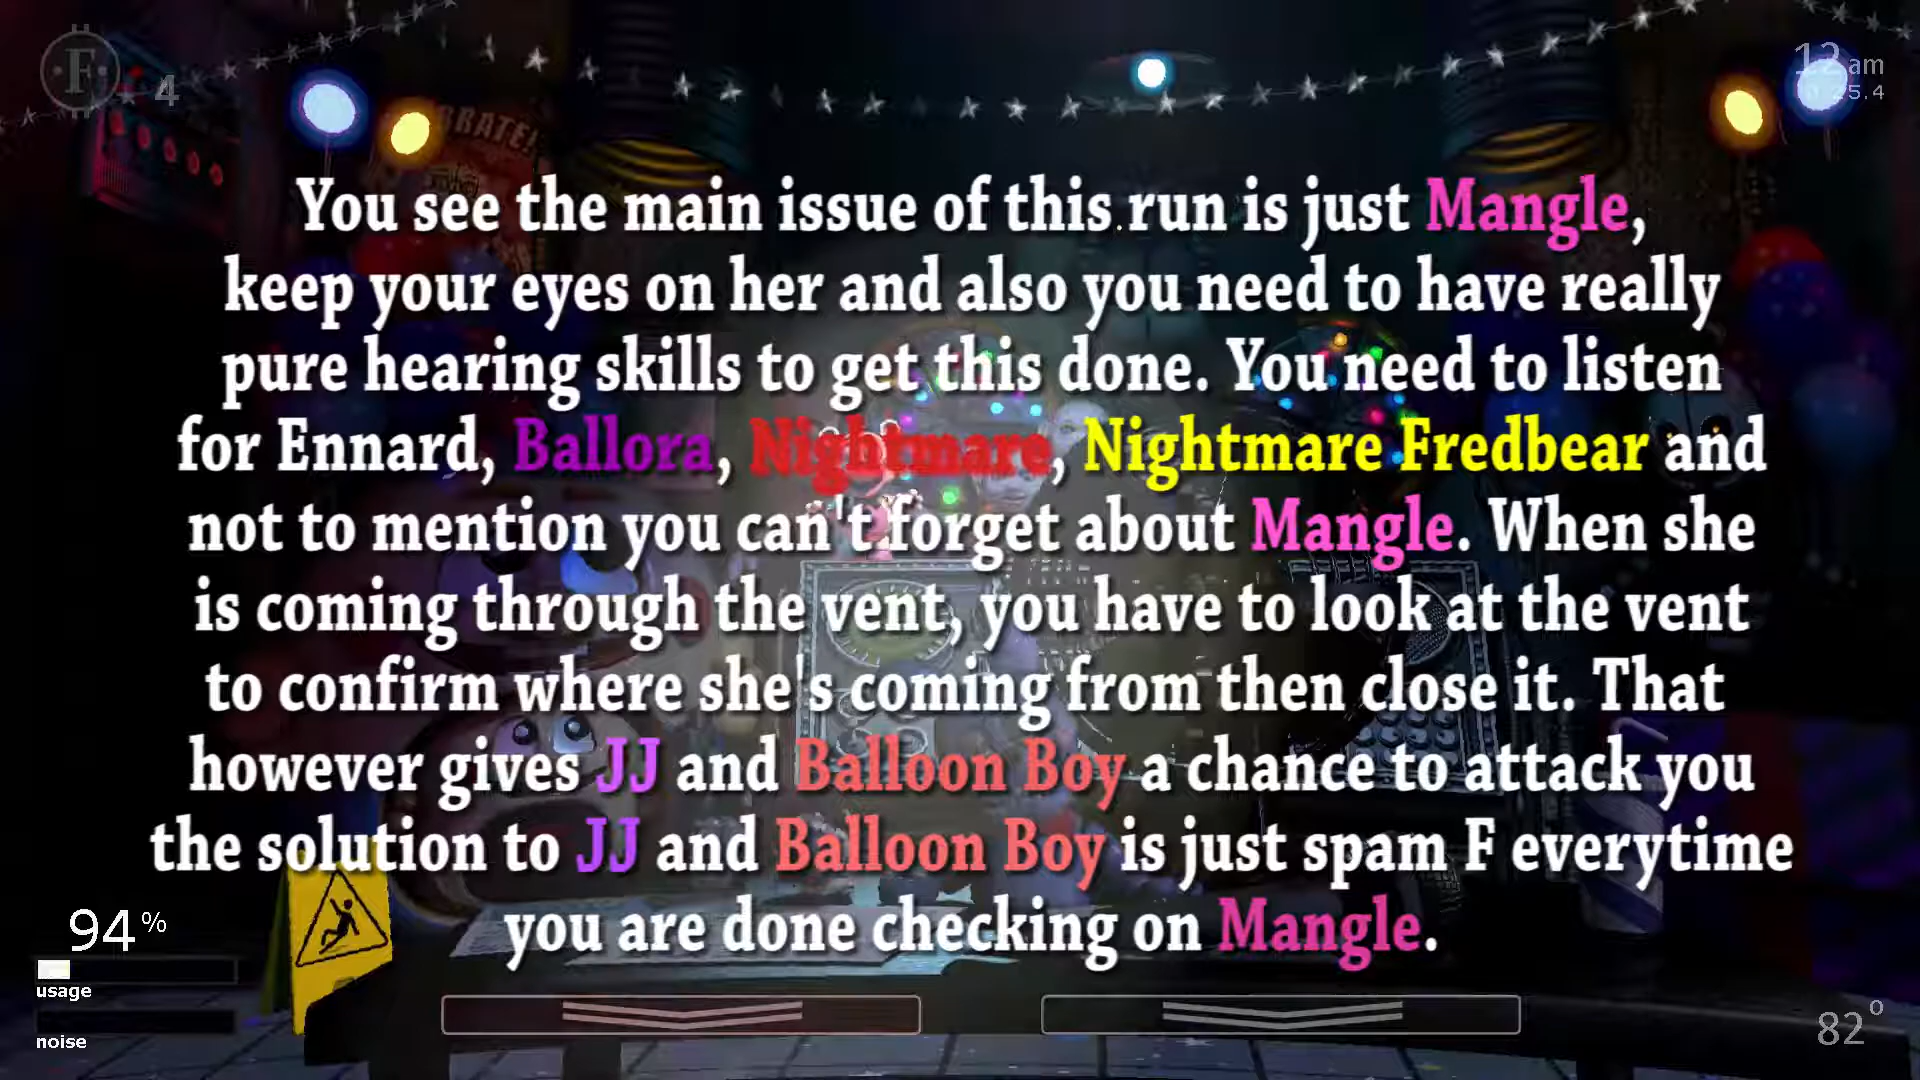 F
4
12 am
25.4
BRATE!
You see the main issue of this run is just Mangle,
keep your eyes on her and also you need to have really
pure hearing skills to get this done. You need to listen
for Ennard, Ballora, Nightmare, Nightmare Fredbear and
not to mention you can't forget about Mangle. When she
is coming through the vent, you have to look at the vent
to confirm where she's coming from then close it. That
however gives JJ and Balloon Boy a chance to attack you
the solution to JJ and Balloon Boy is just spam F everytime
you are done checking on Mangle.
94%
usage
noise
82°